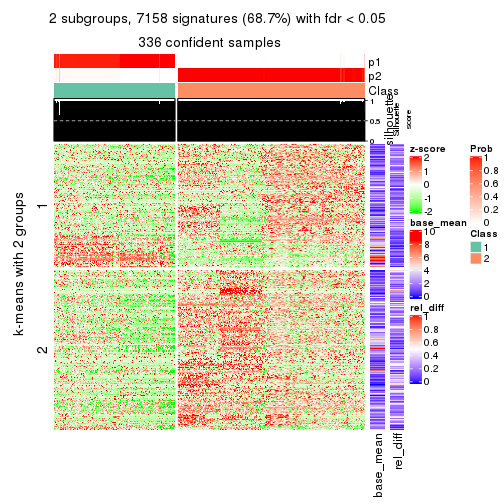 2 subgroups, 7158 signatures (68.7%) with fdr < 0.05
336 confident samples
p1
p2
Class
1
0.5
0
silhouette
Silhouette
score
k-means with 2 groups
1
2
base_mean
rel_diff
z-score
2
1
0
-1
-2
base_mean
10
8
6
4
2
0
rel_diff
1
0.8
0.6
0.4
0.2
0
Prob
1
0.8
0.6
0.4
0.2
0
Class
1
2